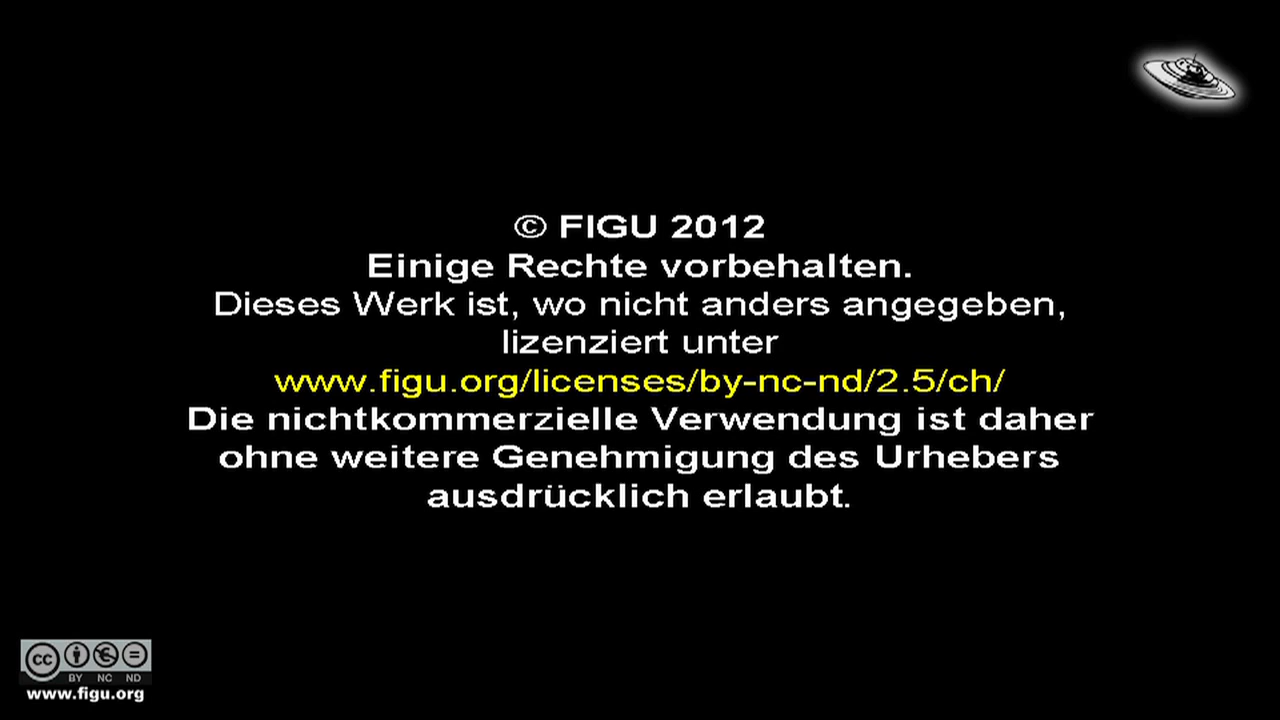 © FIGU 2012
Einige Rechte vorbehalten.
Dieses Werk ist, wo nicht anders angegeben,
lizenziert unter
www.figu.org/licenses/by-nc-nd/2.5/ch/
Die nichtkommerzielle Verwendung ist daher
ohne weitere Genehmigung des Urhebers
ausdrücklich erlaubt.
cc
BY NC ND
www.figu.org